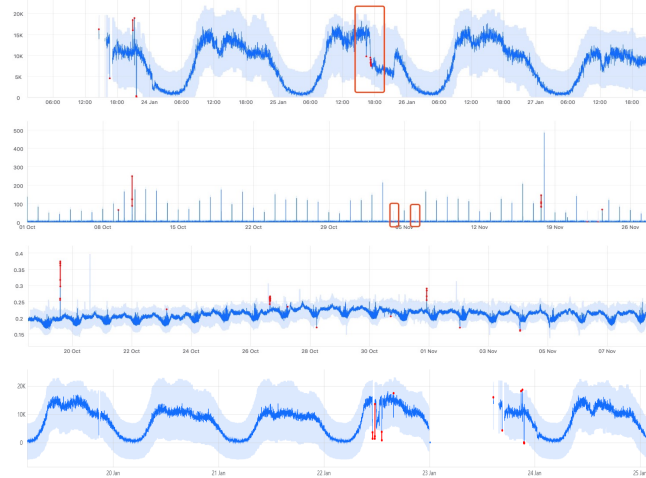 20K
15K
10K
5K
0
06:00 12:00 18:00 24 Jan 06:00 12:00 18:00 25 Jan 06:00 12:00 18:00 26 Jan 06:00 12:00 18:00 27 Jan 06:00 12:00 18:00
500
400
300
200
100
0
01 Oct 08 Oct 15 Oct 22 Oct 29 Oct 05 Nov 12 Nov 19 Nov 26 Nov
0.4
0.35
0.3
0.25
0.2
0.15
20 Oct 22 Oct 24 Oct 26 Oct 28 Oct 30 Oct 01 Nov 03 Nov 05 Nov 07 Nov
20K
10K
0
20 Jan 21 Jan 22 Jan 23 Jan 24 Jan 25 Jan